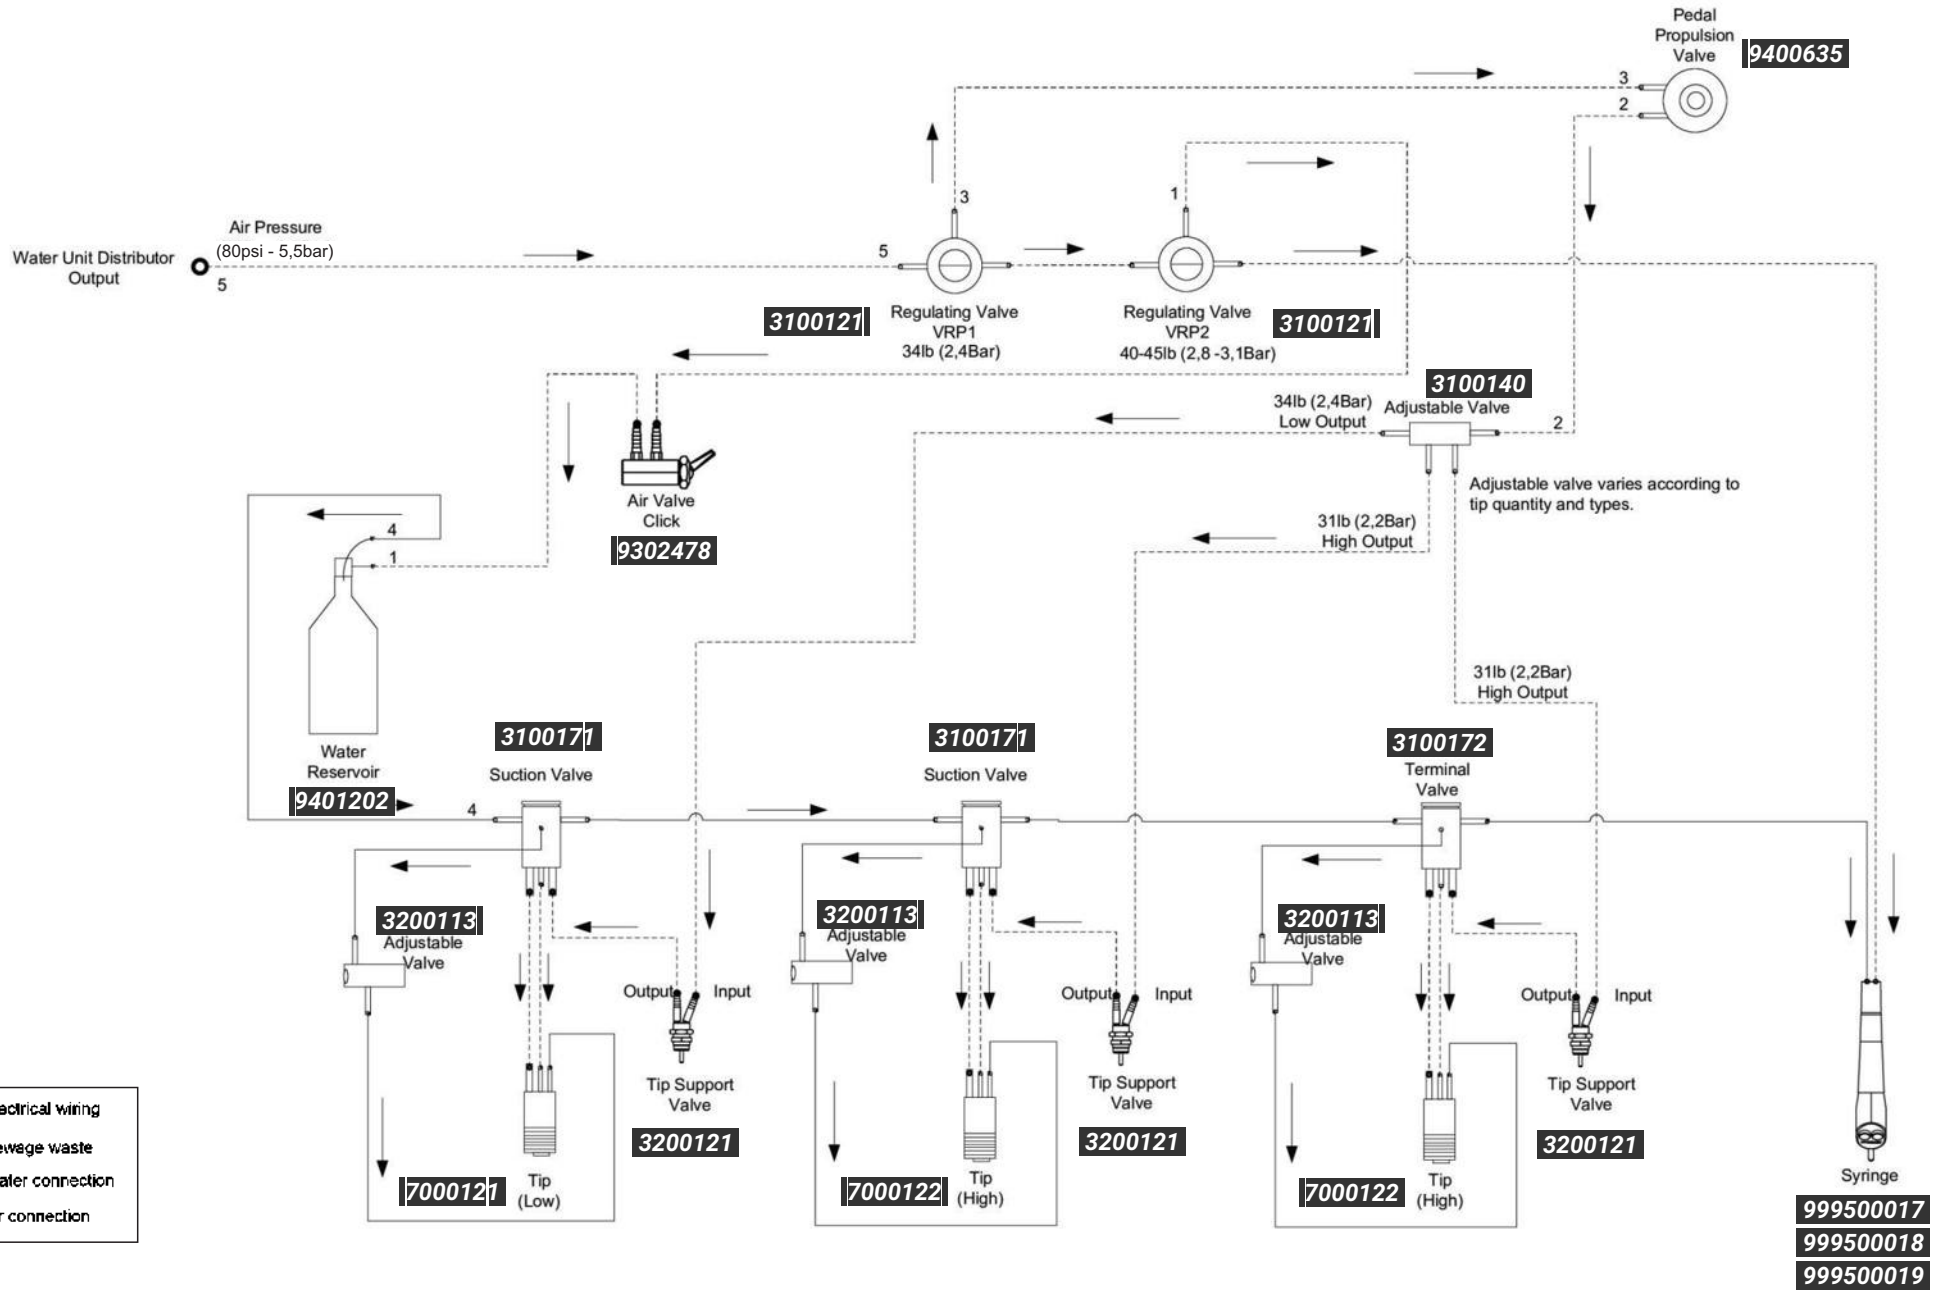 Pedal
Propulsion
Valve
9400635
3
2
3
1
Air Pressure
(80psi - 5,5bar)
Water Unit Distributor
Output
5
5
3100121
Regulating Valve
VRP1
34lb (2,4Bar)
Regulating Valve
VRP2
40-45lb (2,8 -3,1Bar)
3100121
3100140
34lb (2,4Bar)
Low Output
Adjustable Valve
2
Adjustable valve varies according to
tip quantity and types.
Air Valve
Click
9302478
4
1
31lb (2,2Bar)
High Output
31lb (2,2Bar)
High Output
Water
Reservoir
9401202
3100171
Suction Valve
3100171
Suction Valve
3100172
Terminal
Valve
4
3200113
Adjustable
Valve
3200113
Adjustable
Valve
3200113
Adjustable
Valve
Output
Input
Output
Input
Output
Input
Tip Support
Valve
3200121
Tip Support
Valve
3200121
Tip Support
Valve
3200121
7000121
Tip
(Low)
7000122
Tip
(High)
7000122
Tip
(High)
Syringe
999500017
999500018
999500019
ectrical wiring
ewage waste
ater connection
r connection